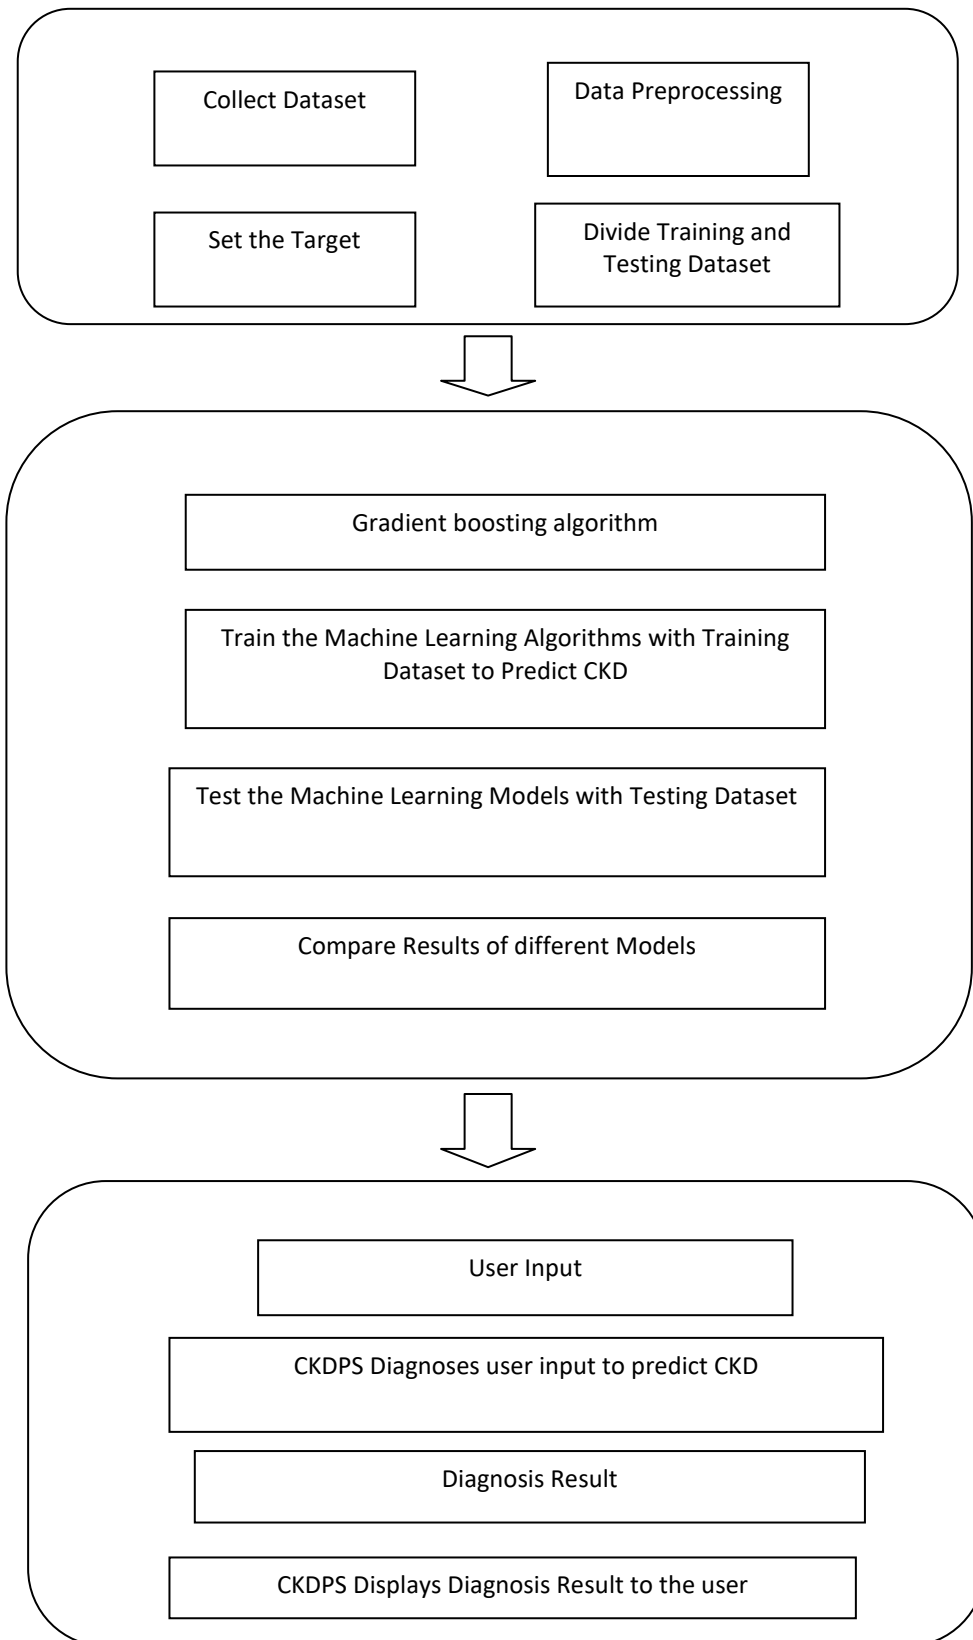 Collect Dataset
Data Preprocessing
Set the Target
Divide Training and
Testing Dataset
Gradient boosting algorithm
Train the Machine Learning Algorithms with Training
Dataset to Predict CKD
Test the Machine Learning Models with Testing Dataset
Compare Results of different Models
User Input
CKDPS Diagnoses user input to predict CKD
Diagnosis Result
CKDPS Displays Diagnosis Result to the user